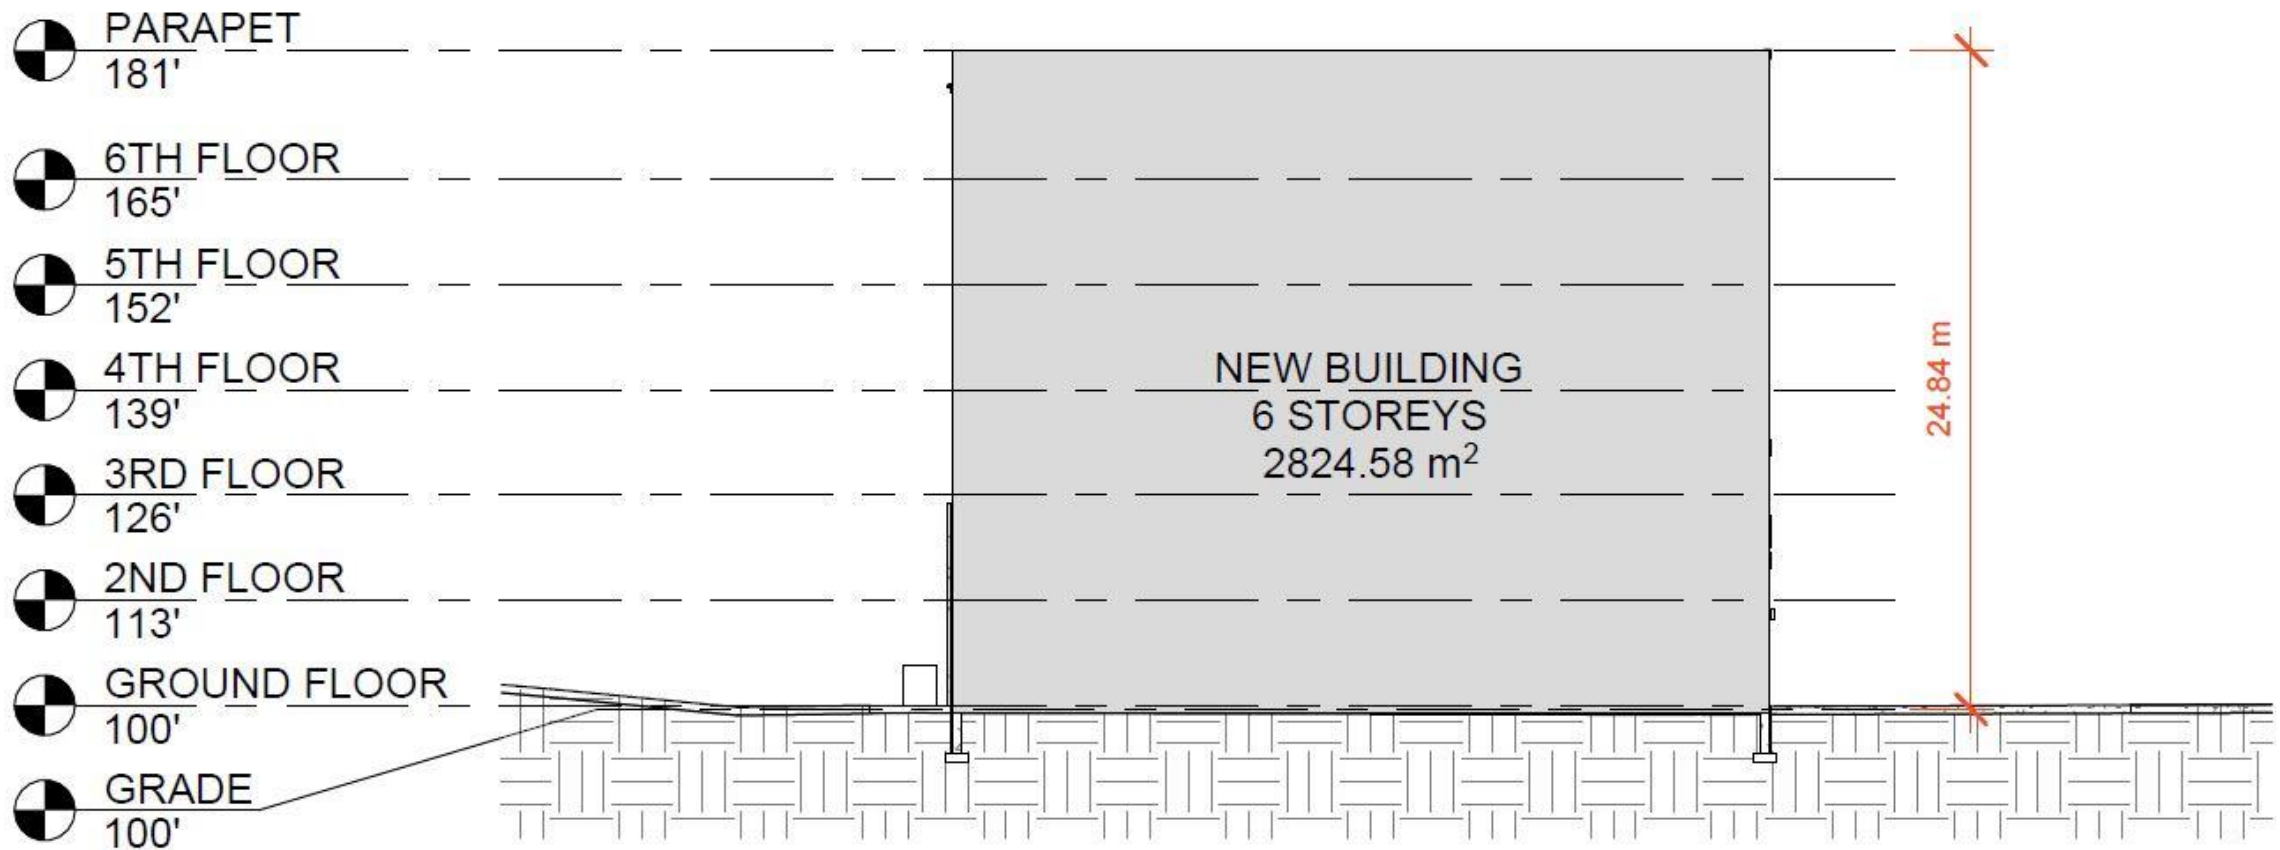 PARAPET
181'
6TH FLOOR
165'
5TH FLOOR
152'
4TH FLOOR
139'
3RD FLOOR
126'
2ND FLOOR
113'
GROUND FLOOR
100'
GRADE
100'
NEW BUILDING
6 STOREYS
2824.58 m²
24.84 m